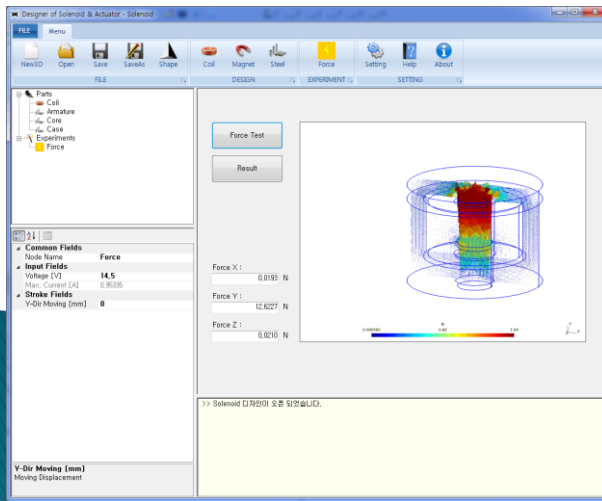 Designer of Solenoid & Actuator - Solenoid
FILE Menu
New3D Open Save SaveAs Shape Coil Magnet Steel Force Setting Help About
FILE DESIGN EXPERIMENT SETTING
Parts
Coil
Armature
Core
Case
Experiments
Force
Common Fields
Node Name Force
Input Fields
Voltage [V] 14,5
Max, Current [A] 0,95335
Stroke Fields
Y-Dir Moving [mm] 0
Y-Dir Moving [mm]
Moving Displacement
Force Test
Result
Force X :
0,0193 N
Force Y :
12,6227 N
Force Z :
0,0210 N
>> Solenoid 디자인이 오픈 되었습니다.